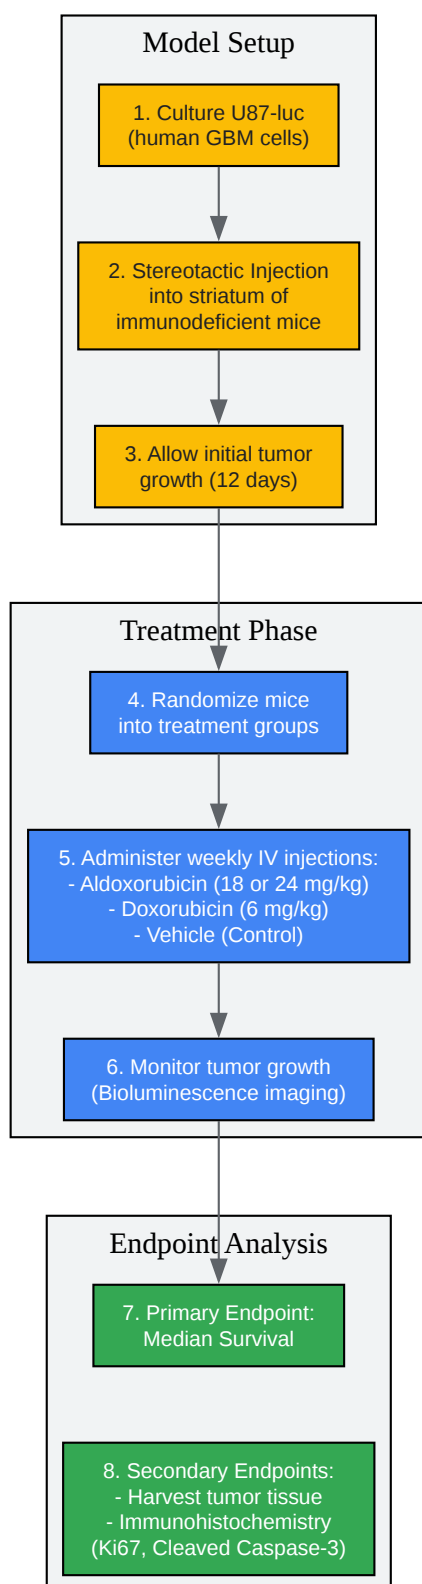 Model Setup
1. Culture U87-luc
(human GBM cells)
2. Stereotactic Injection
into striatum of
immunodeficient mice
3. Allow initial tumor
growth (12 days)
Treatment Phase
4. Randomize mice
into treatment groups
5. Administer weekly IV injections:
- Aldoxorubicin (18 or 24 mg/kg)
- Doxorubicin (6 mg/kg)
- Vehicle (Control)
6. Monitor tumor growth
(Bioluminescence imaging)
Endpoint Analysis
7. Primary Endpoint:
Median Survival
8. Secondary Endpoints:
- Harvest tumor tissue
- Immunohistochemistry
(Ki67, Cleaved Caspase-3)